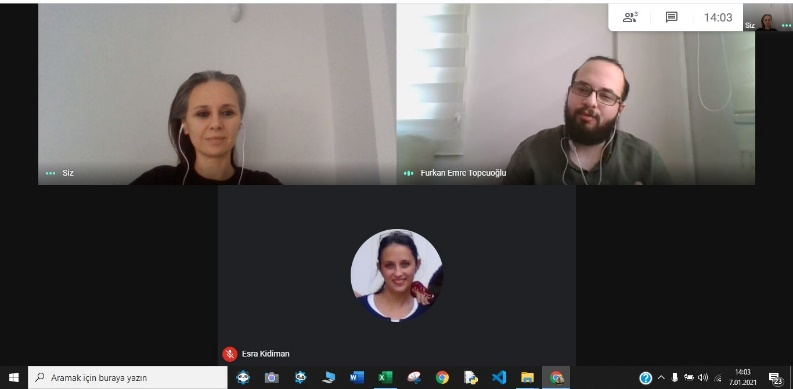 3
14:03
Siz
Siz
Furkan Emre Topcuoğlu
Esra Kidiman
Aramak için buraya yazın
14:03
7.01.2021
23